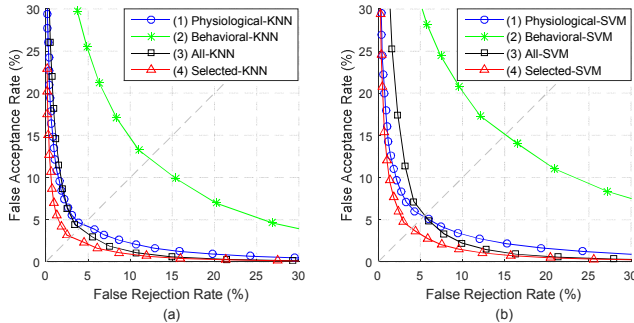 30
25
20
15
10
5
0
False Acceptance Rate (%)
0 5 10 15 20 25 30
False Rejection Rate (%)
(1) Physiological-KNN
(2) Behavioral-KNN
(3) All-KNN
(4) Selected-KNN
(a)
30
25
20
15
10
5
0
False Acceptance Rate (%)
0 5 10 15 20 25 30
False Rejection Rate (%)
(1) Physiological-SVM
(2) Behavioral-SVM
(3) All-SVM
(4) Selected-SVM
(b)